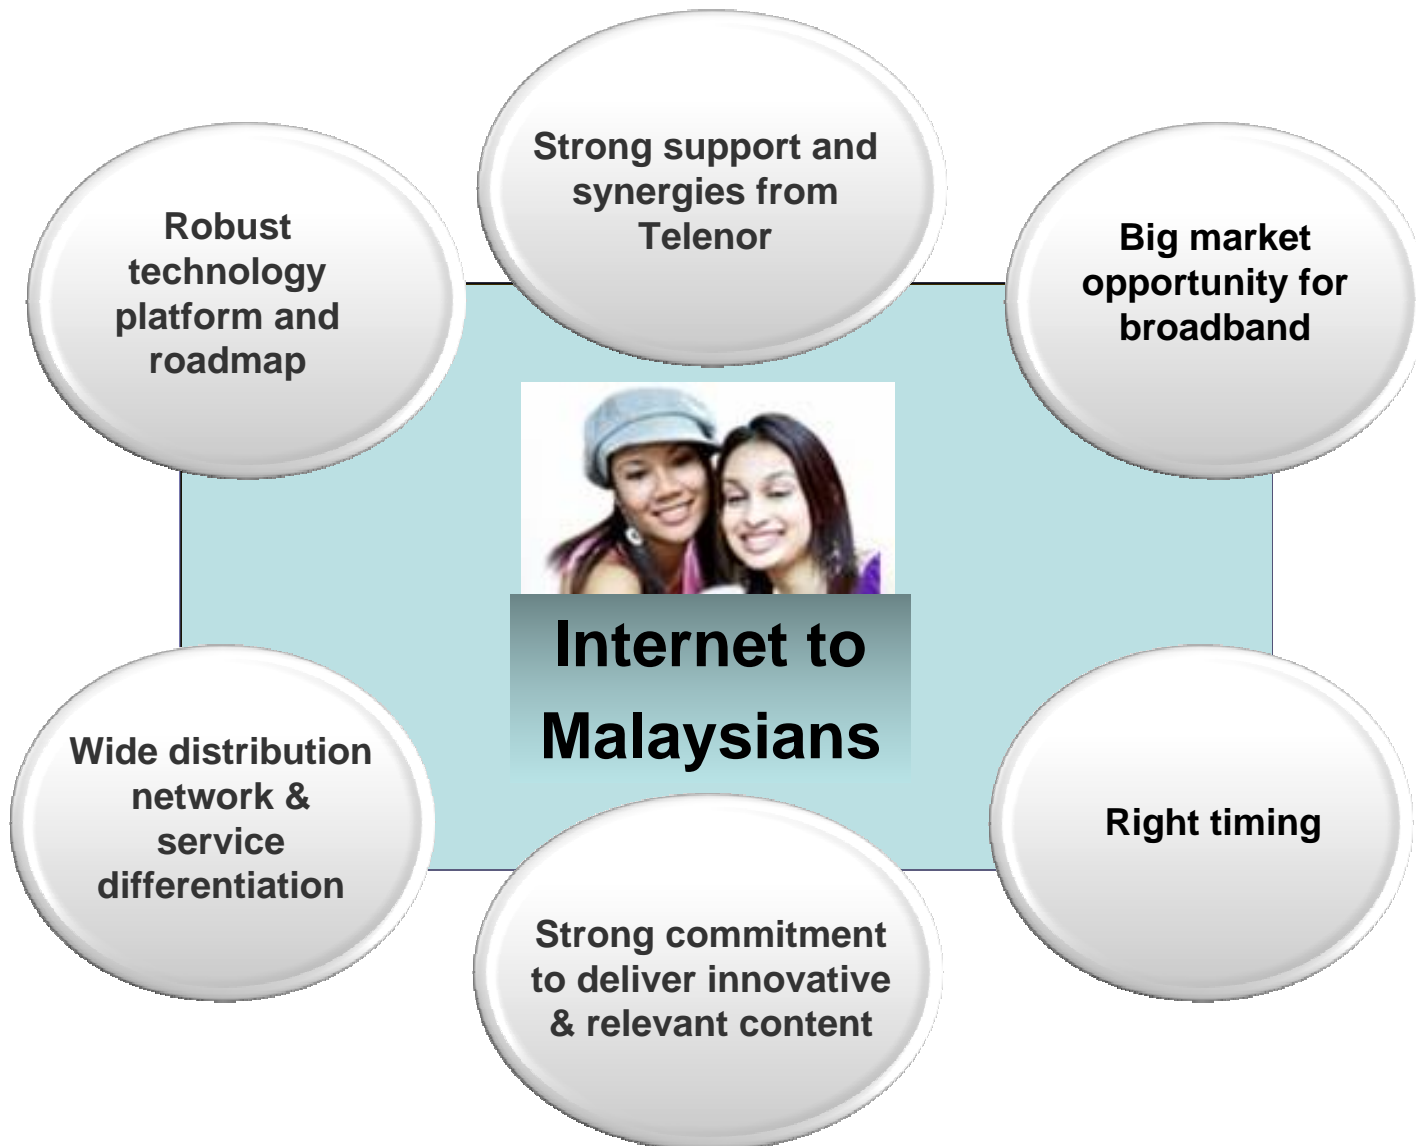 Strong support and
synergies from
Telenor
Robust
technology
platform and
roadmap
Big market
opportunity for
broadband
Internet to
Malaysians
Wide distribution
network &
service
differentiation
Right timing
Strong commitment
to deliver innovative
& relevant content